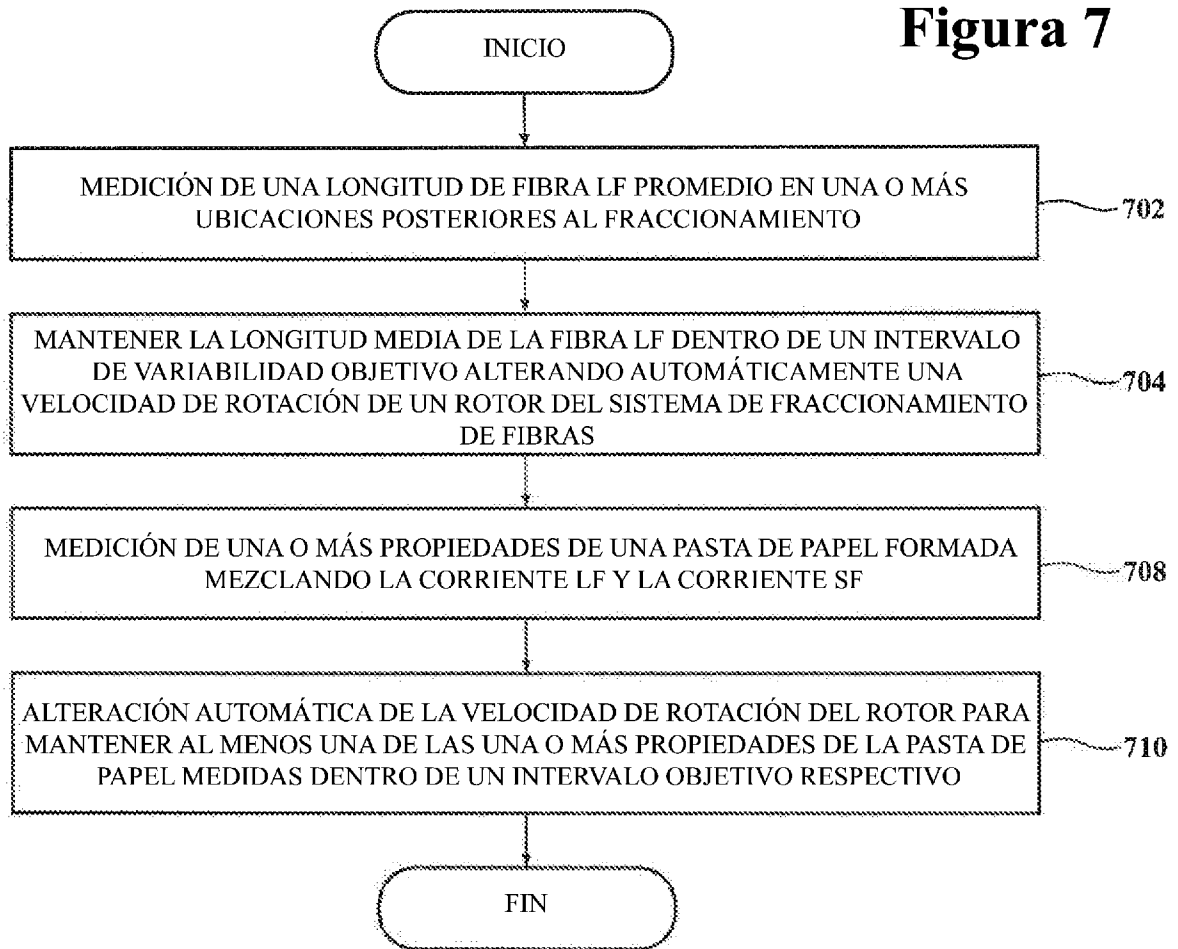 Figura 7
INICIO
MEDICIÓN DE UNA LONGITUD DE FIBRA LF PROMEDIO EN UNA O MÁS
UBICACIONES POSTERIORES AL FRACCIONAMIENTO
702
MANTENER LA LONGITUD MEDIA DE LA FIBRA LF DENTRO DE UN INTERVALO
DE VARIABILIDAD OBJETIVO ALTERANDO AUTOMÁTICAMENTE UNA
VELOCIDAD DE ROTACIÓN DE UN ROTOR DEL SISTEMA DE FRACCIONAMIENTO
DE FIBRAS
704
MEDICIÓN DE UNA O MÁS PROPIEDADES DE UNA PASTA DE PAPEL FORMADA
MEZCLANDO LA CORRIENTE LF Y LA CORRIENTE SF
708
ALTERACIÓN AUTOMÁTICA DE LA VELOCIDAD DE ROTACIÓN DEL ROTOR PARA
MANTENER AL MENOS UNA DE LAS UNA O MÁS PROPIEDADES DE LA PASTA DE
PAPEL MEDIDAS DENTRO DE UN INTERVALO OBJETIVO RESPECTIVO
710
FIN